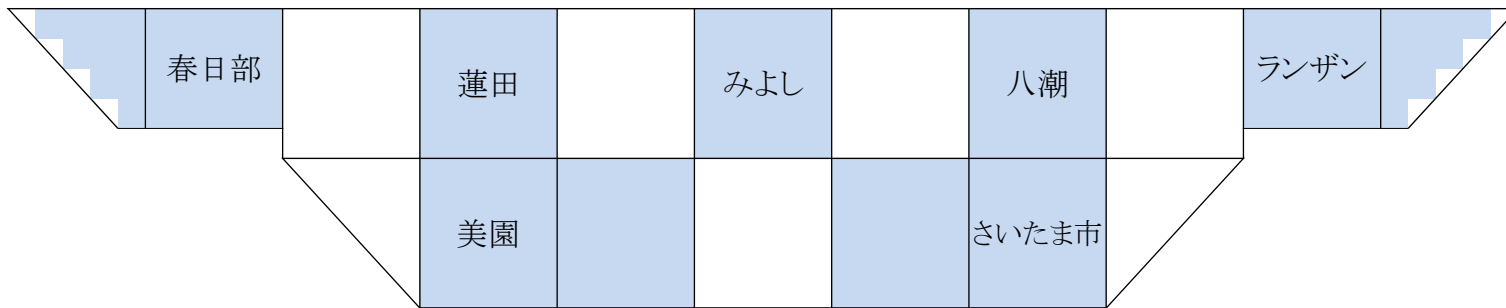 春日部
蓮田
みよし
八潮
ランザン
美園
さいたま市